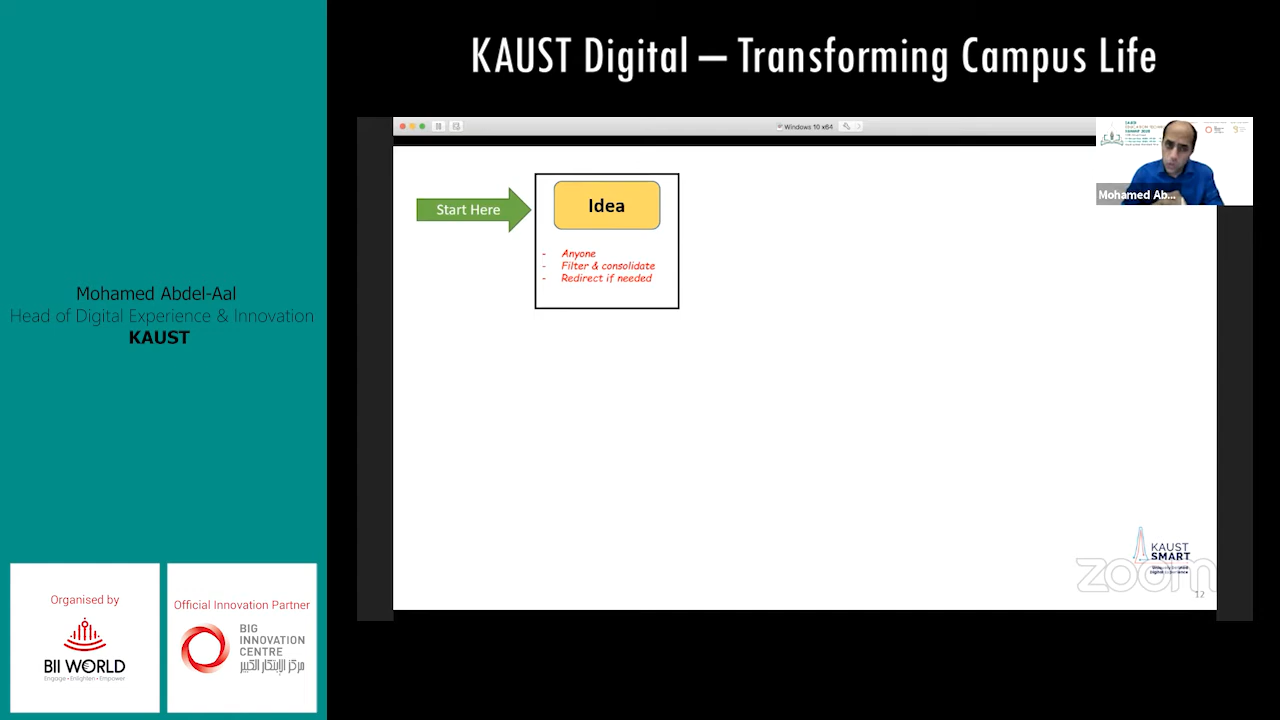 KAUST Digital – Transforming Campus Life
Windows 10 x64
Mohamed Ab...
Start Here
Idea
- Anyone
- Filter & consolidate
- Redirect if needed
Mohamed Abdel-Aal
Head of Digital Experience & Innovation
KAUST
KAUST
SMART
zoom
12
Organised by
BII WORLD
Engage • Enlighten • Empower
Official Innovation Partner
BIG
INNOVATION
CENTRE
مركز الابتكار الكبير